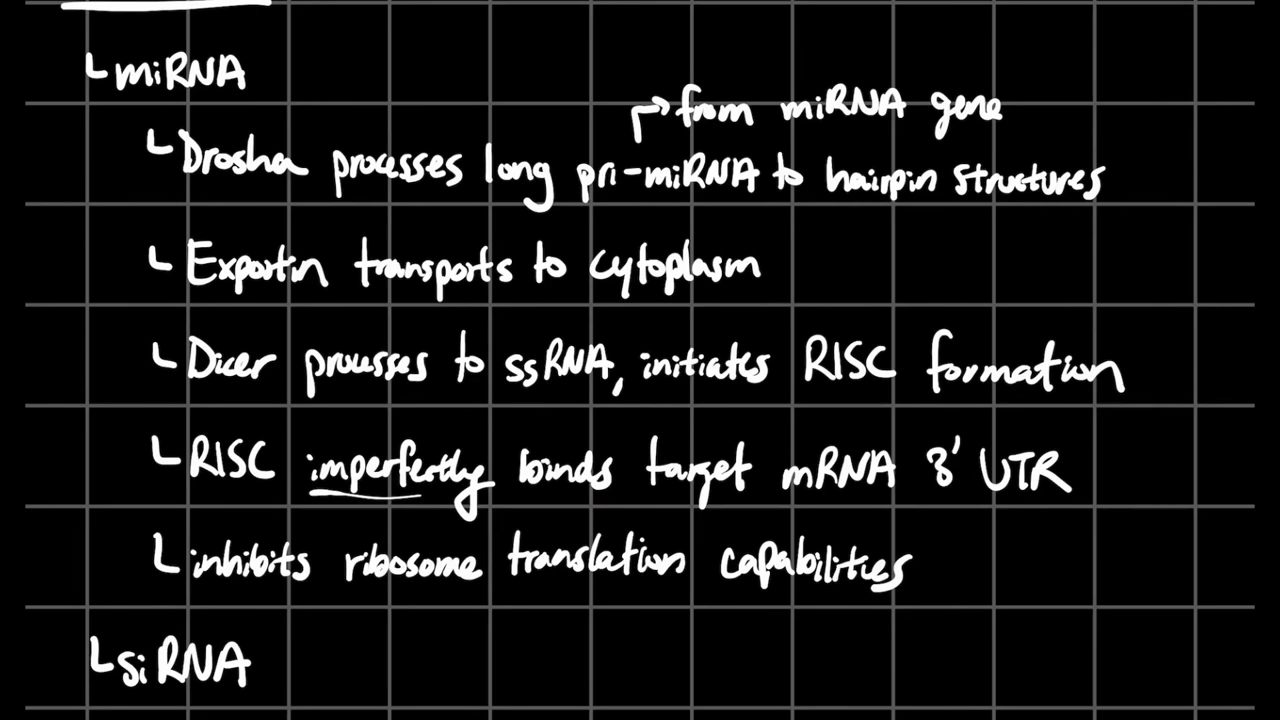 miRNA
from miRNA gene
Drosha processes long pri-miRNA to hairpin structures
Exportin transports to cytoplasm
Dicer processes to ssRNA, initiates RISC formation
RISC imperfectly binds target mRNA 3' UTR
inhibits ribosome translation capabilities
siRNA